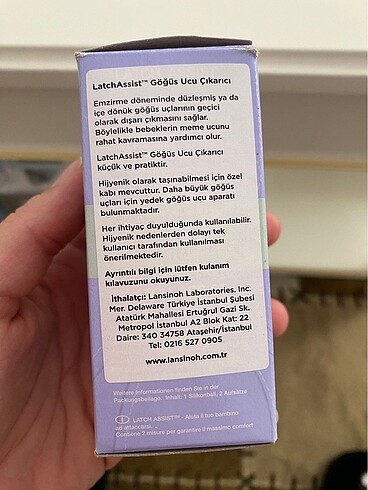 LatchAssist™ Göğüs Ucu Çıkarıcı
Emzirme döneminde düzleşmiş ya da
içe dönük göğüs uçlarının geçici
olarak dışarı çıkmasını sağlar.
Böylelikle bebeklerin meme ucunu
rahat kavramasına yardımcı olur.
LatchAssist™ Göğüs Ucu Çıkarıcı
küçük ve pratiktir.
Hijyenik olarak taşınabilmesi için özel
kabı mevcuttur. Daha büyük göğüs
uçları için yedek göğüs ucu aparatı
bulunmaktadır.
Her ihtiyaç duyulduğunda kullanılabilir.
Hijyenik nedenlerden dolayı tek
kullanıcı tarafından kullanılması
önerilmektedir.
Ayrıntılı bilgi için lütfen kullanım
kılavuzunu okuyunuz.
İthalatçı: Lansinoh Laboratories. Inc.
Mer. Delaware Türkiye İstanbul Şubesi
Atatürk Mahallesi Ertuğrul Gazi Sk.
Metropol İstanbul A2 Blok Kat: 22
Daire: 340 34758 Ataşehir/İstanbul
Tel: 0216 527 0905
www.lansinoh.com.tr
Weitere Informationen finden Sie in der
Packungsbeilage. Inhalt: 1 Silikonball, 2 Aufsätze
I LATCH ASSIST™ - Aiuta il tuo bambino
ad attaccarsi.
Contiene 2 misure per garantire il massimo comfort